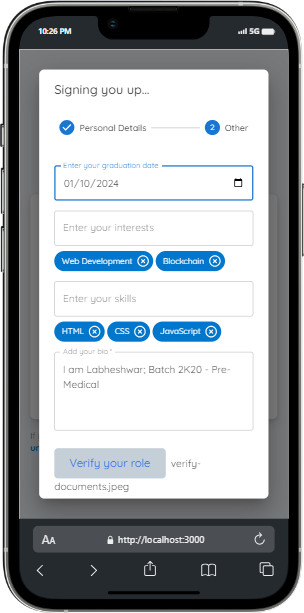 10:26 PM
5G
Signing you up...
Personal Details
2
Other
Enter your graduation date
01/10/2024
Enter your interests
Web Development
Blockchain
Enter your skills
HTML
CSS
JavaScript
Add your bio *
I am Labheshwar; Batch 2K20 - Pre-
Medical
Verify your role
verify-
documents.jpeg
If
un
AA
http://localhost:3000